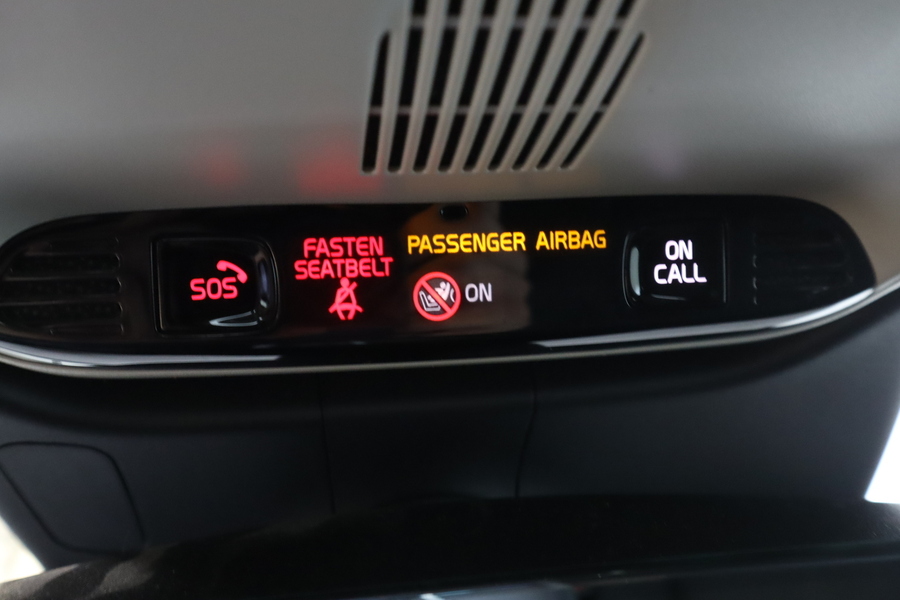 SOS
FASTEN
SEATBELT
PASSENGER AIRBAG
ON
ON
CALL